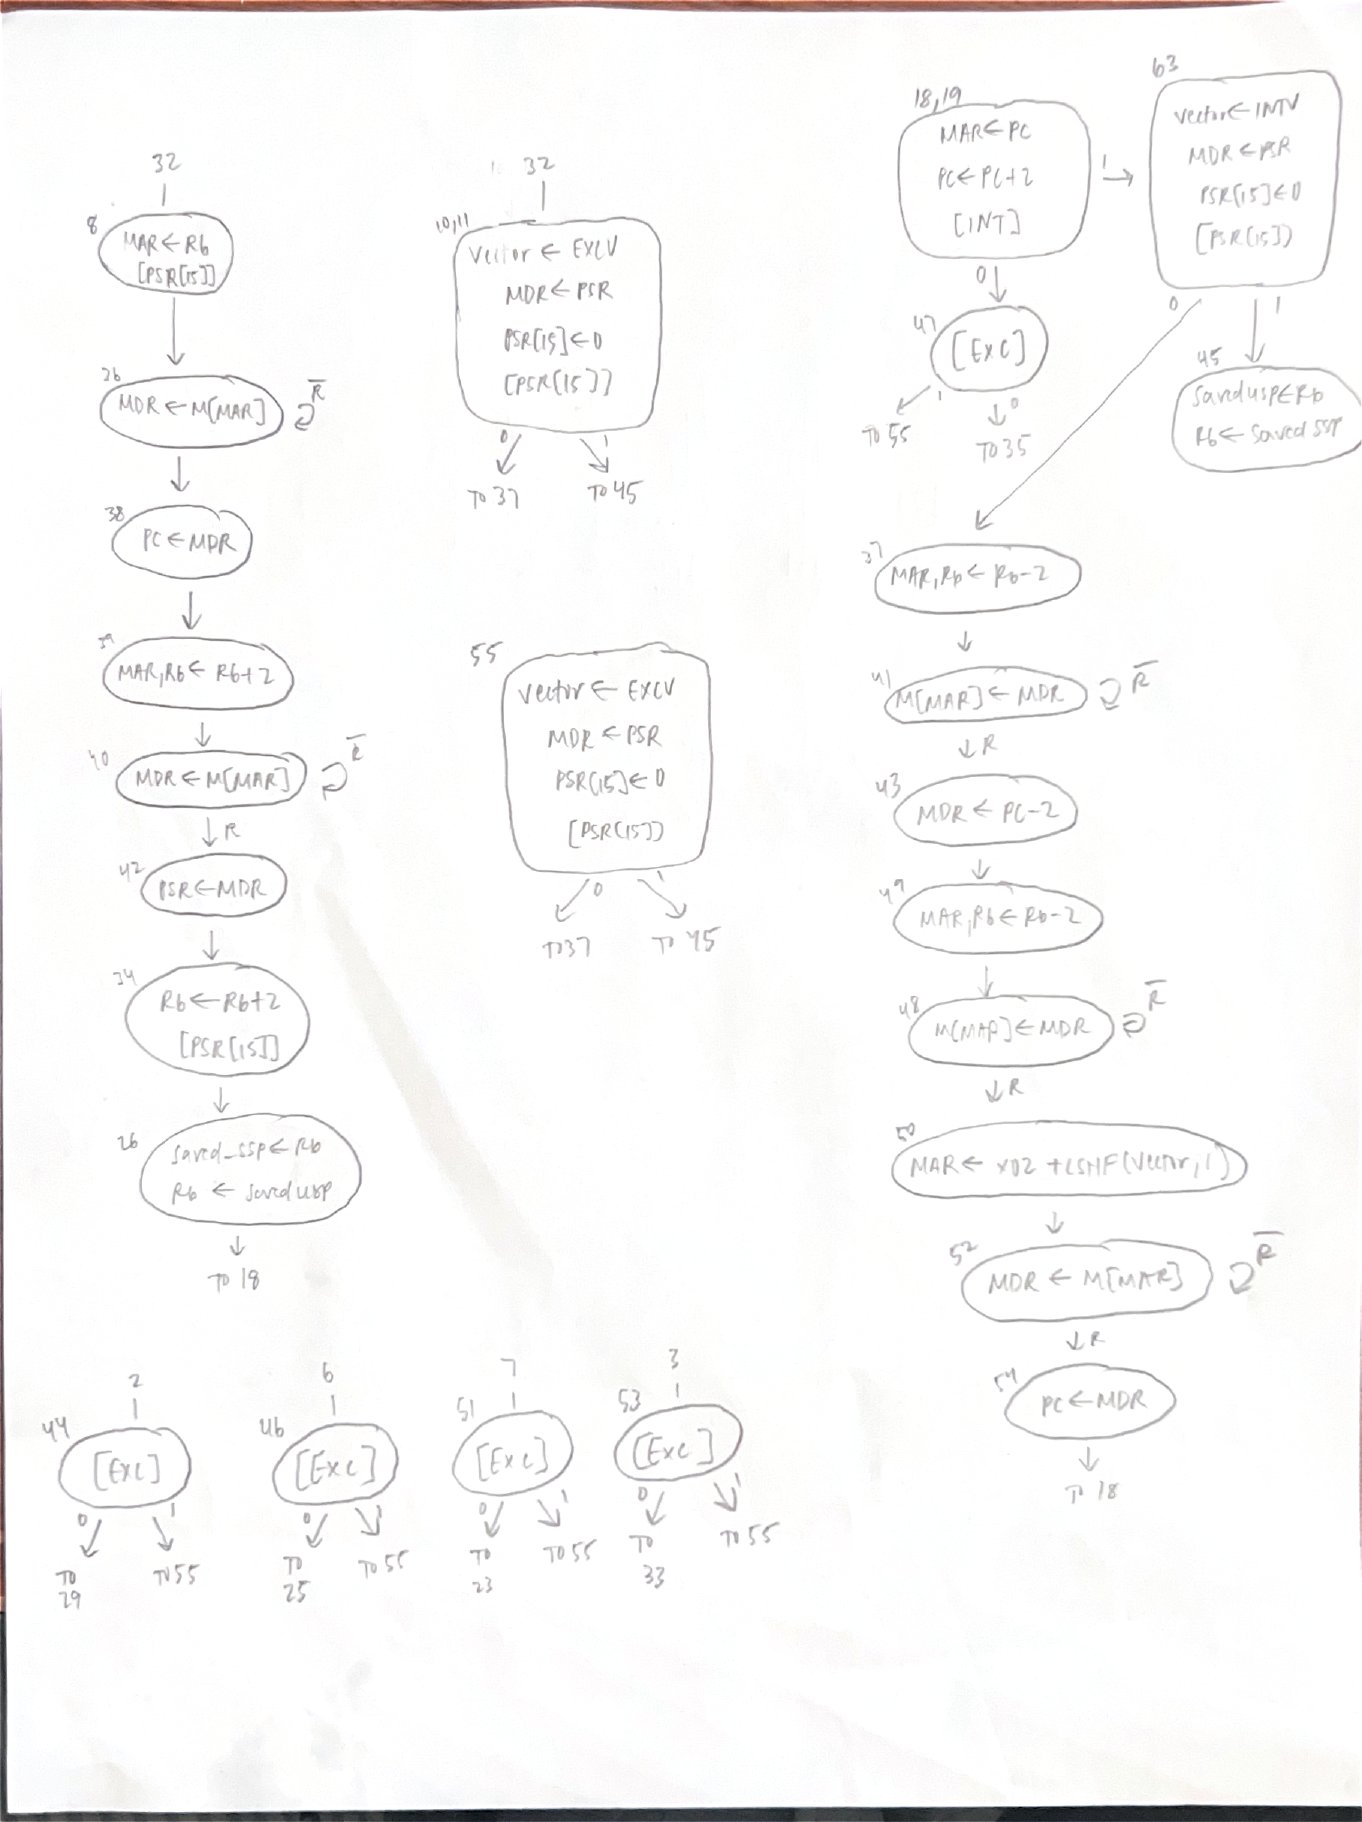 32
8
MAR ← R6
[PSR[15]]
26
MDR ← M[MAR]
R̅
38
PC ← MDR
39
MAR, R6 ← R6+2
40
MDR ← M[MAR]
R̅
R
42
PSR ← MDR
34
R6 ← R6+2
[PSR[15]]
26
saved_ssp ← R6
R6 ← saved usp
TO 18
32
10,11
Vector ← EXCV
MDR ← PSR
PSR[15] ← 0
[PSR[15]]
0 1
TO 37 TO 45
55
Vector ← EXCV
MDR ← PSR
PSR[15] ← 0
[PSR[15]]
0 1
TO 37 TO 45
18,19
MAR ← PC
PC ← PC+2
[INT]
1
0
47
[EXC]
1 0
TO 55 TO 35
63
Vector ← INTV
MDR ← PSR
PSR[15] ← 0
[PSR[15]]
0 1
45
saved usp ← R6
R6 ← saved ssp
37
MAR, R6 ← R6-2
41
M[MAR] ← MDR
R̅
R
43
MDR ← PC-2
49
MAR, R6 ← R6-2
48
M[MAR] ← MDR
R̅
R
50
MAR ← x02 + LSHF(Vector, 1)
52
MDR ← M[MAR]
R̅
R
54
PC ← MDR
TO 18
2
44
[EXC]
0 1
TO 29 TO 55
6
46
[EXC]
0 1
TO 25 TO 55
7
51
[EXC]
0 1
TO 23 TO 55
3
53
[EXC]
0 1
TO 33 TO 55